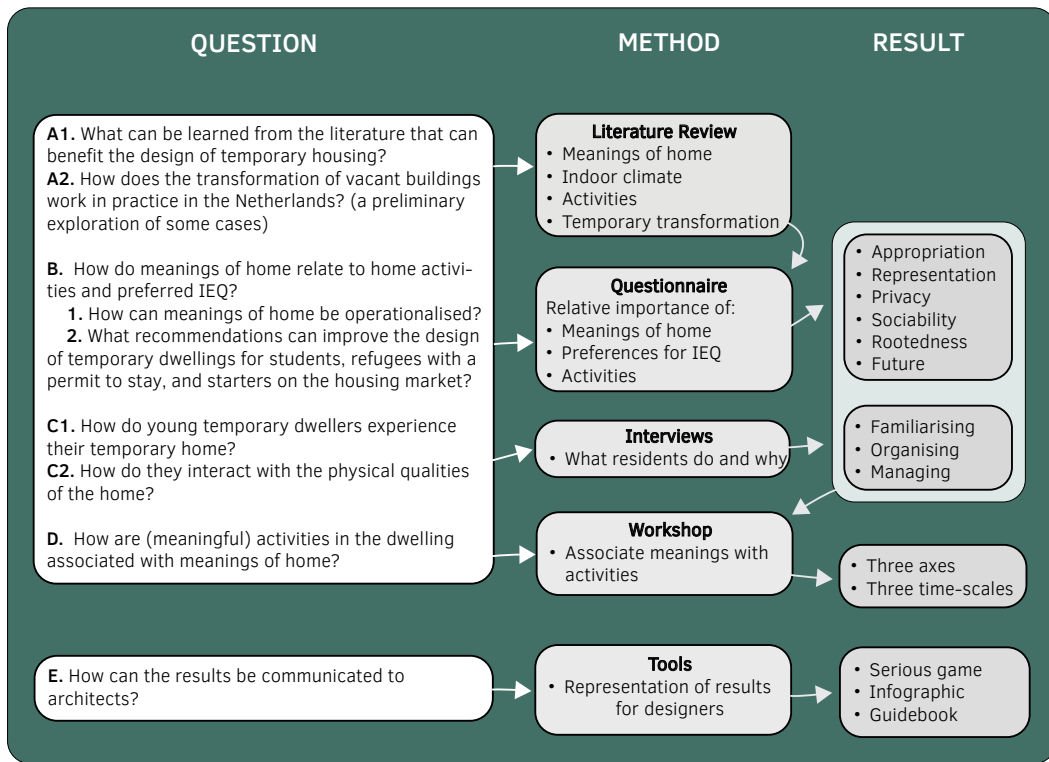 QUESTION
METHOD
RESULT
A1. What can be learned from the literature that can
benefit the design of temporary housing?
A2. How does the transformation of vacant buildings
work in practice in the Netherlands? (a preliminary
exploration of some cases)
B. How do meanings of home relate to home activi-
ties and preferred IEQ?
1. How can meanings of home be operationalised?
2. What recommendations can improve the design
of temporary dwellings for students, refugees with a
permit to stay, and starters on the housing market?
C1. How do young temporary dwellers experience
their temporary home?
C2. How do they interact with the physical qualities
of the home?
D. How are (meaningful) activities in the dwelling
associated with meanings of home?
E. How can the results be communicated to
architects?
Literature Review
• Meanings of home
• Indoor climate
• Activities
• Temporary transformation
Questionnaire
Relative importance of:
• Meanings of home
• Preferences for IEQ
• Activities
Interviews
• What residents do and why
Workshop
• Associate meanings with
activities
Tools
• Representation of results
for designers
• Appropriation
• Representation
• Privacy
• Sociability
• Rootedness
• Future
• Familiarising
• Organising
• Managing
• Three axes
• Three time-scales
• Serious game
• Infographic
• Guidebook